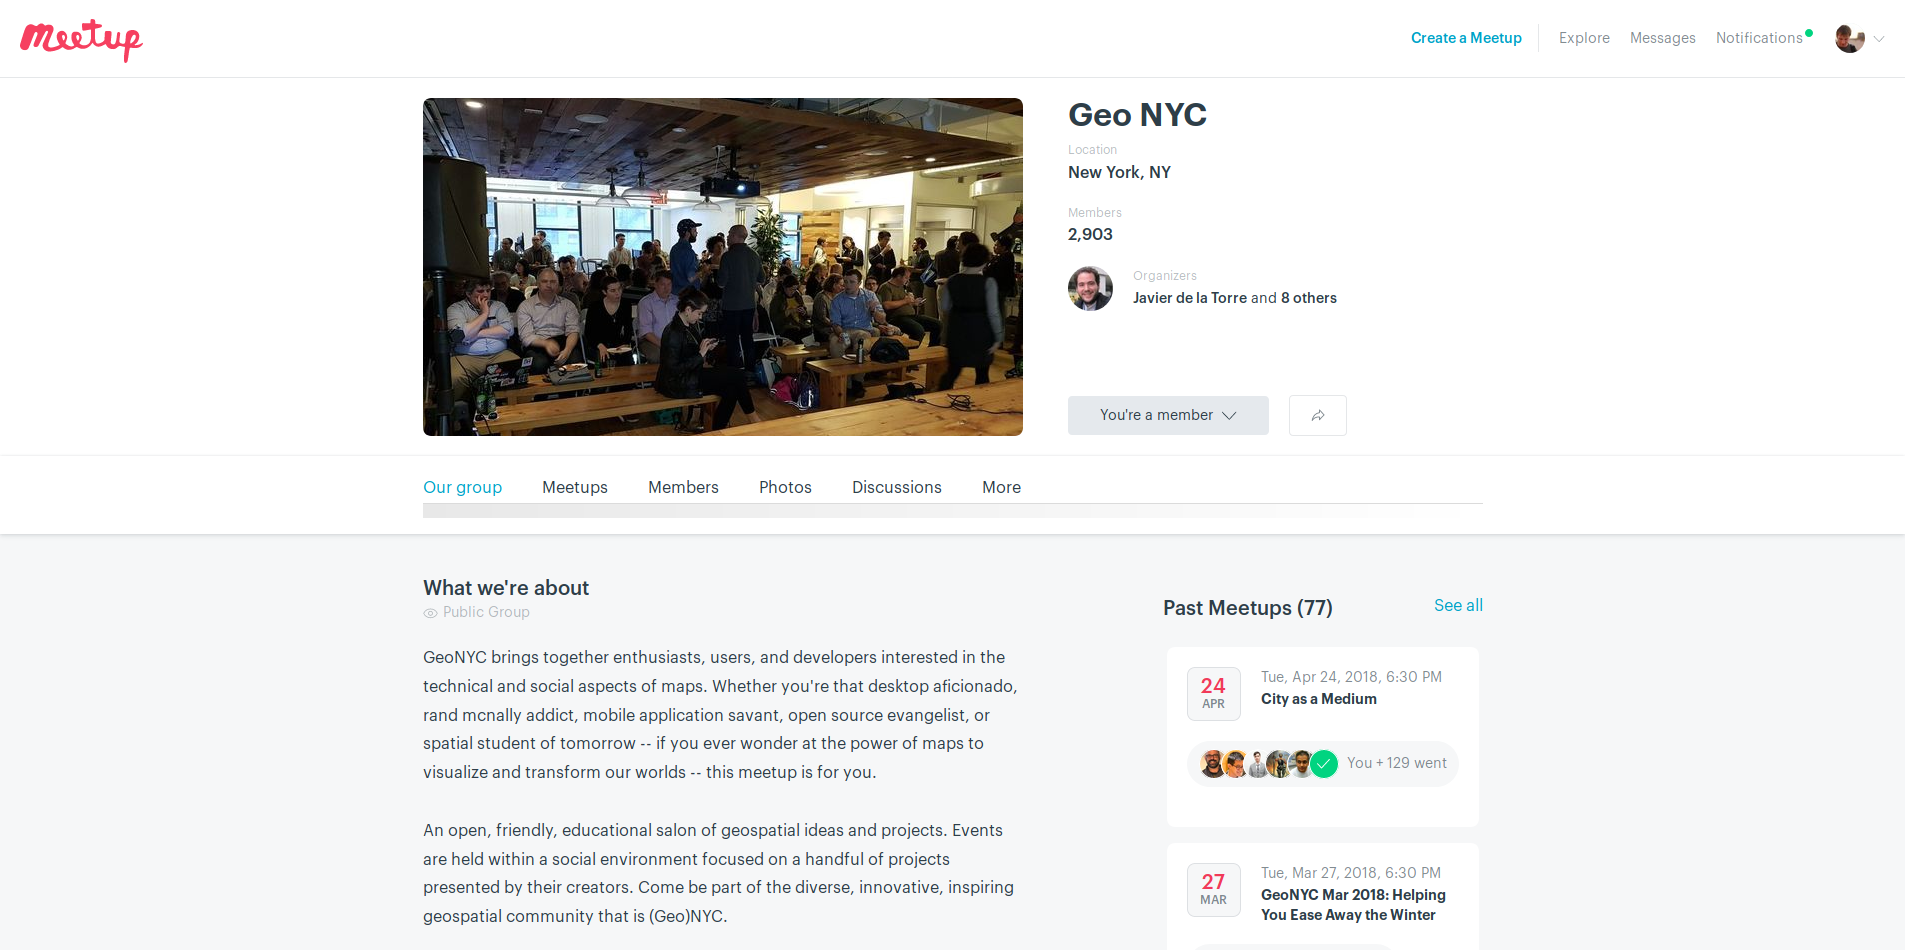 Meetup
Create a Meetup
Explore
Messages
Notifications
Geo NYC
Location
New York, NY
Members
2,903
Organizers
Javier de la Torre and 8 others
You're a member
Our group
Meetups
Members
Photos
Discussions
More
What we're about
Public Group
GeoNYC brings together enthusiasts, users, and developers interested in the
technical and social aspects of maps. Whether you're that desktop aficionado,
rand mcnally addict, mobile application savant, open source evangelist, or
spatial student of tomorrow -- if you ever wonder at the power of maps to
visualize and transform our worlds -- this meetup is for you.
An open, friendly, educational salon of geospatial ideas and projects. Events
are held within a social environment focused on a handful of projects
presented by their creators. Come be part of the diverse, innovative, inspiring
geospatial community that is (Geo)NYC.
Past Meetups (77)
See all
24
APR
Tue, Apr 24, 2018, 6:30 PM
City as a Medium
You + 129 went
27
MAR
Tue, Mar 27, 2018, 6:30 PM
GeoNYC Mar 2018: Helping
You Ease Away the Winter